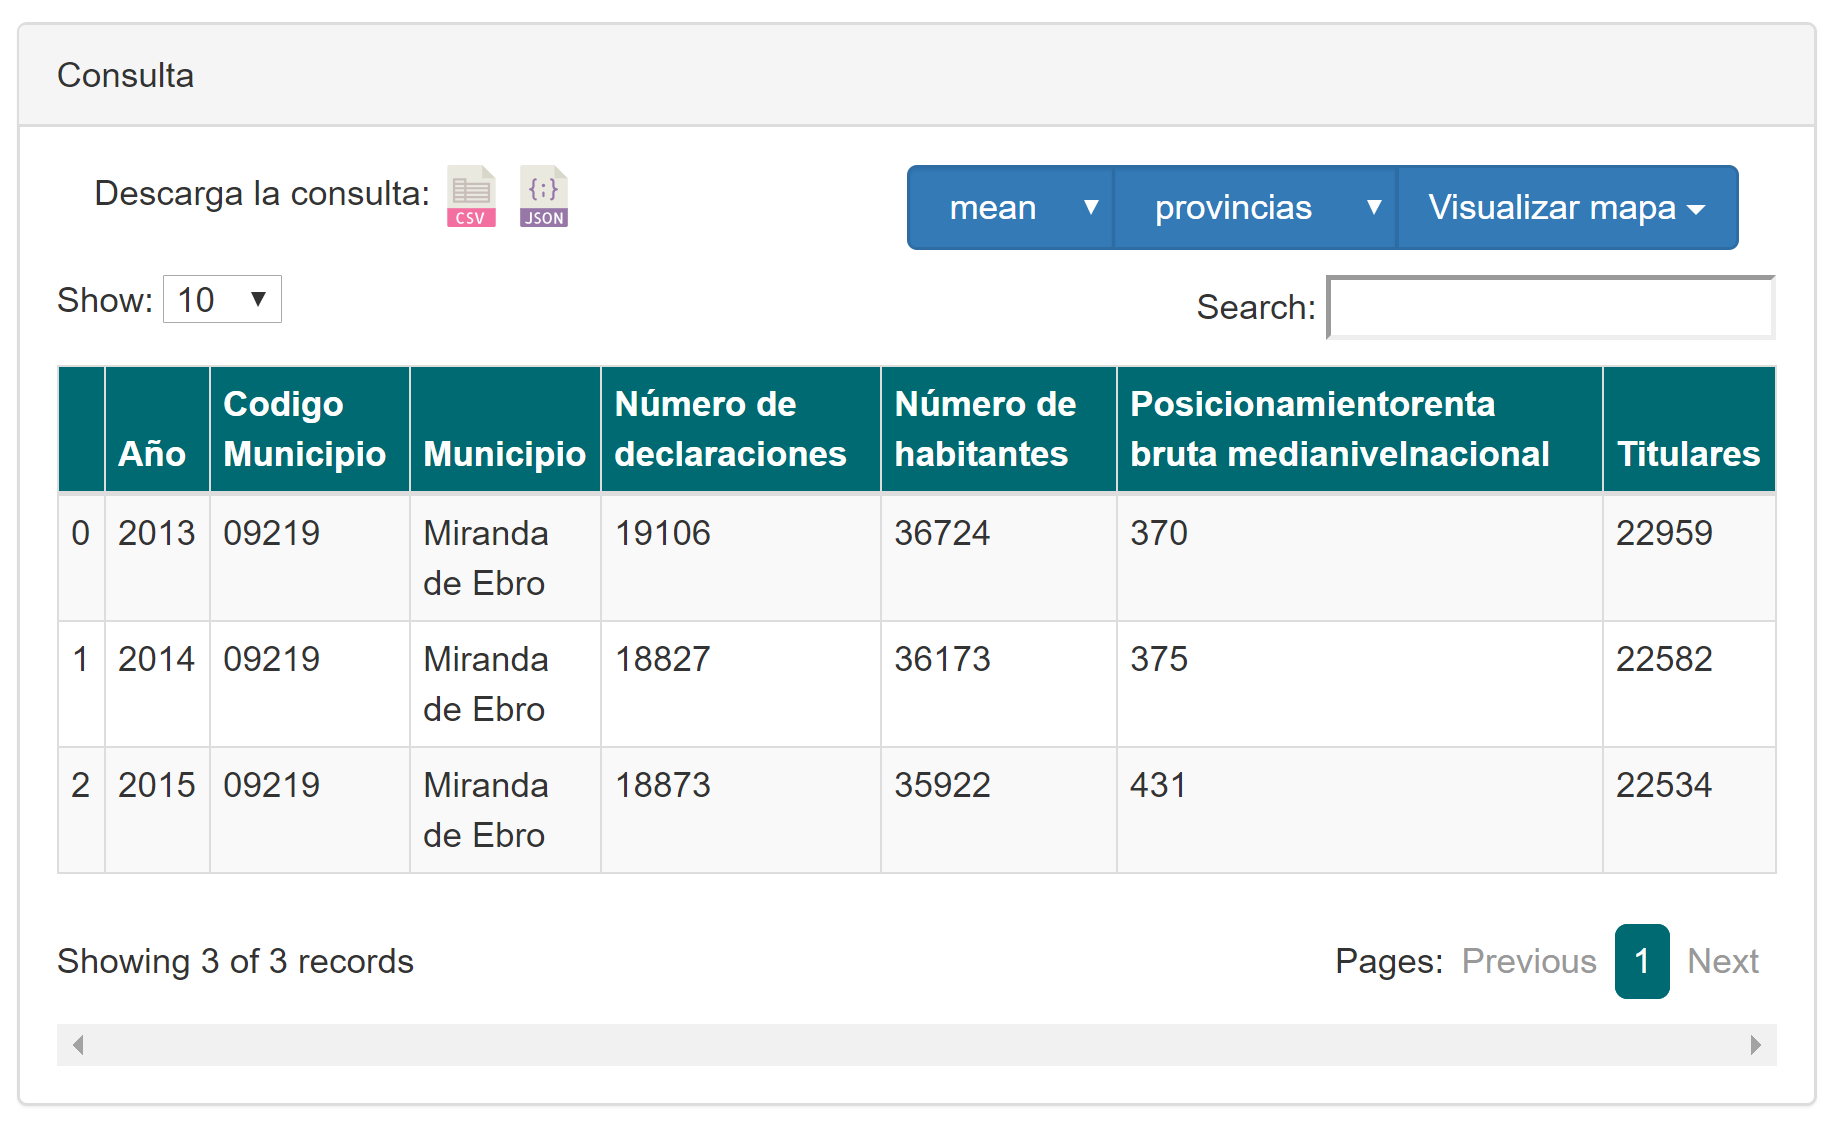 Consulta
Descarga la consulta: CSV {;} JSON mean provincias Visualizar mapa
Show: 10 Search:
Año Codigo Municipio Municipio Número de declaraciones Número de habitantes Posicionamientorenta bruta medianivelnacional Titulares
0 2013 09219 Miranda de Ebro 19106 36724 370 22959
1 2014 09219 Miranda de Ebro 18827 36173 375 22582
2 2015 09219 Miranda de Ebro 18873 35922 431 22534
Showing 3 of 3 records Pages: Previous 1 Next